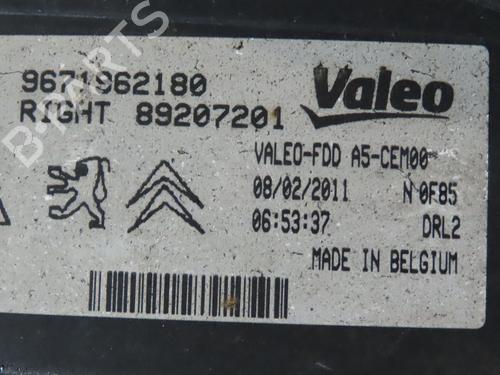 9671962180
RIGHT 89207201
Valeo
VALEO-FDD A5-CEM00
08/02/2011 N 0F85
06:53:37 DRL2
MADE IN BELGIUM
B-PARTS